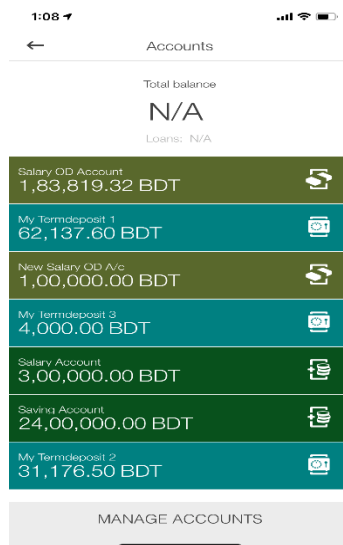 1:08
Accounts
Total balance
N/A
Loans: N/A
Salary OD Account
1,83,819.32 BDT
My Termdeposit 1
62,137.60 BDT
New Salary OD A/c
1,00,000.00 BDT
My Termdeposit 3
4,000.00 BDT
Salary Account
3,00,000.00 BDT
Saving Account
24,00,000.00 BDT
My Termdeposit 2
31,176.50 BDT
MANAGE ACCOUNTS